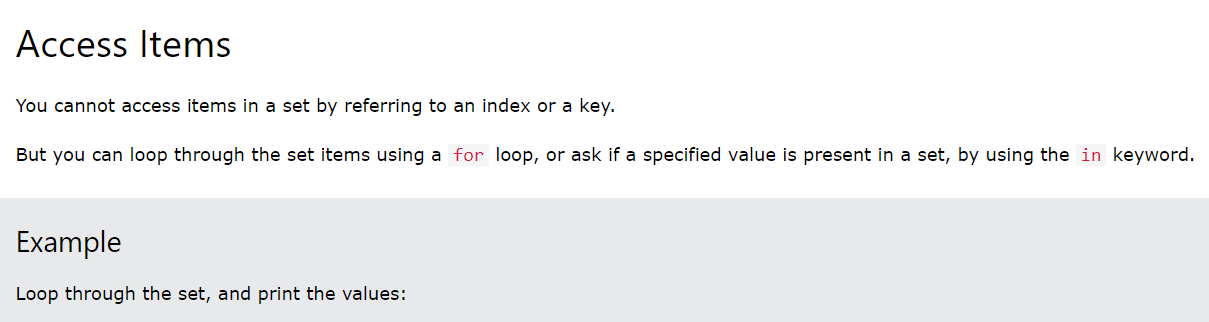 Access Items
You cannot access items in a set by referring to an index or a key.
But you can loop through the set items using a for loop, or ask if a specified value is present in a set, by using the in keyword.
Example
Loop through the set, and print the values: